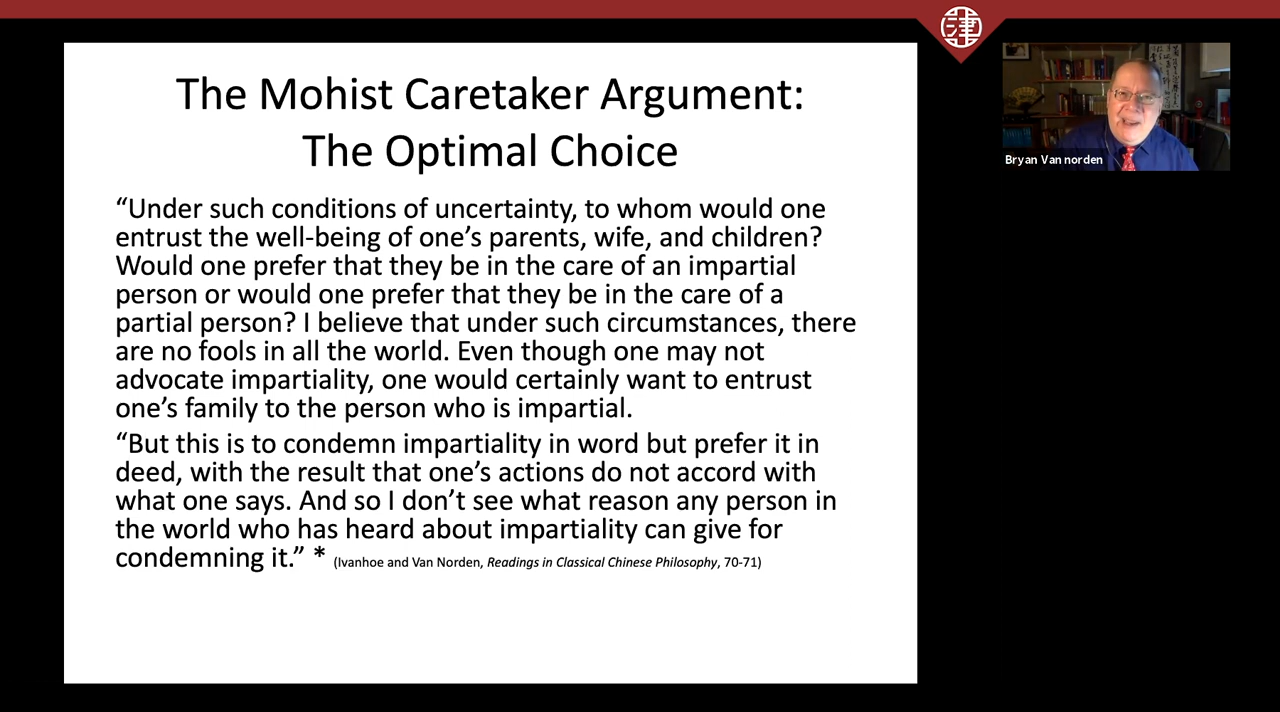 The Mohist Caretaker Argument:
The Optimal Choice
“Under such conditions of uncertainty, to whom would one
entrust the well-being of one’s parents, wife, and children?
Would one prefer that they be in the care of an impartial
person or would one prefer that they be in the care of a
partial person? I believe that under such circumstances, there
are no fools in all the world. Even though one may not
advocate impartiality, one would certainly want to entrust
one’s family to the person who is impartial.
“But this is to condemn impartiality in word but prefer it in
deed, with the result that one’s actions do not accord with
what one says. And so I don’t see what reason any person in
the world who has heard about impartiality can give for
condemning it.” * (Ivanhoe and Van Norden, Readings in Classical Chinese Philosophy, 70-71)
Bryan Van norden